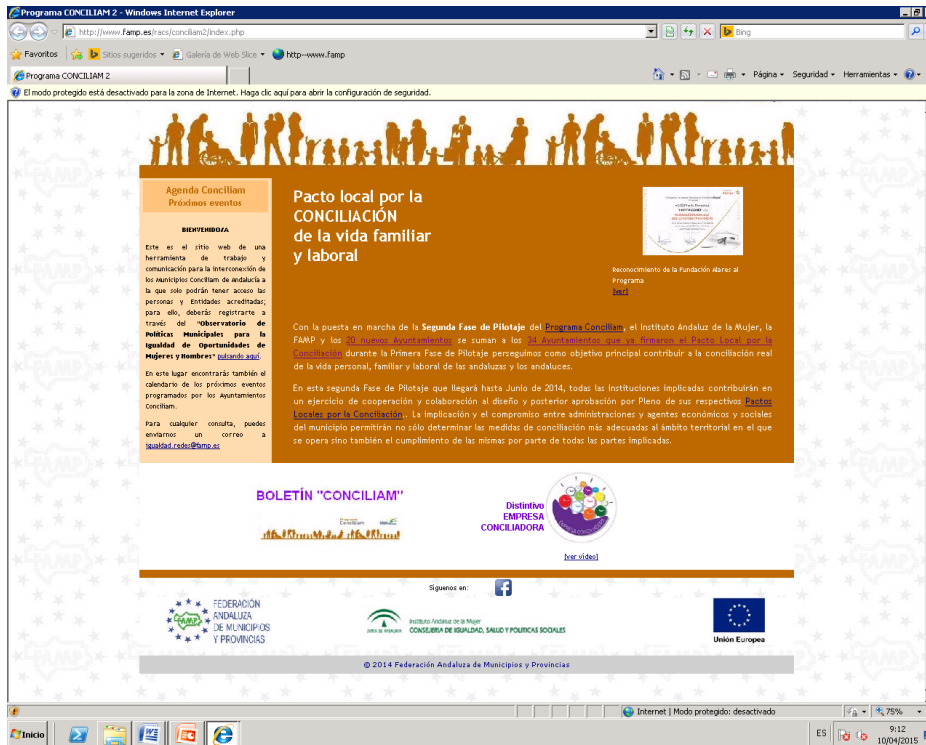 Programa CONCILIAM 2 - Windows Internet Explorer
http://www.famp.es/racs/conciliam2/index.php
Bing
Favoritos
Sitios sugeridos
Galería de Web Slice
http--www.famp
Programa CONCILIAM 2
Página
Seguridad
Herramientas
El modo protegido está desactivado para la zona de Internet. Haga clic aquí para abrir la configuración de seguridad.
Agenda Conciliam
Próximos eventos
BIENVENIDO/A
Este es el sitio web de una
herramienta de trabajo y
comunicación para la interconexión de
los Municipios Conciliam de Andalucía a
la que solo podrán tener acceso las
personas y Entidades acreditadas;
para ello, deberás registrarte a
través del "Observatorio de
Políticas Municipales para la
Igualdad de Oportunidades de
Mujeres y Hombres" pulsando aquí.
En este lugar encontrarás también el
calendario de los próximos eventos
programados por los Ayuntamientos
Conciliam.
Para cualquier consulta, puedes
enviarnos un correo a
igualdad.redes@famp.es
Pacto local por la
CONCILIACIÓN
de la vida familiar
y laboral
Reconocimiento de la Fundación Alares al
Programa
[ver]
Con la puesta en marcha de la Segunda Fase de Pilotaje del Programa Conciliam, el Instituto Andaluz de la Mujer, la
FAMP y los 20 nuevos Ayuntamientos se suman a los 34 Ayuntamientos que ya firmaron el Pacto Local por la
Conciliación durante la Primera Fase de Pilotaje perseguimos como objetivo principal contribuir a la conciliación real
de la vida personal, familiar y laboral de las andaluzas y los andaluces.
En esta segunda Fase de Pilotaje que llegará hasta Junio de 2014, todas las instituciones implicadas contribuirán en
un ejercicio de cooperación y colaboración al diseño y posterior aprobación por Pleno de sus respectivos Pactos
Locales por la Conciliación.. La implicación y el compromiso entre administraciones y agentes económicos y sociales
del municipio permitirán no sólo determinar las medidas de conciliación más adecuadas al ámbito territorial en el que
se opera sino también el cumplimiento de las mismas por parte de todas las partes implicadas.
BOLETÍN "CONCILIAM"
Conciliam
Distintivo
EMPRESA
CONCILIADORA
[ver video]
Síguenos en:
FAMP
FEDERACIÓN
ANDALUZA
DE MUNICIPIOS
Y PROVINCIAS
JUNTA DE ANDALUCIA
Instituto Andaluz de la Mujer
CONSEJERIA DE IGUALDAD, SALUD Y POLITICAS SOCIALES
Unión Europea
© 2014 Federación Andaluza de Municipios y Provincias
Internet | Modo protegido: desactivado
75%
Inicio
ES
9:12
10/04/2015